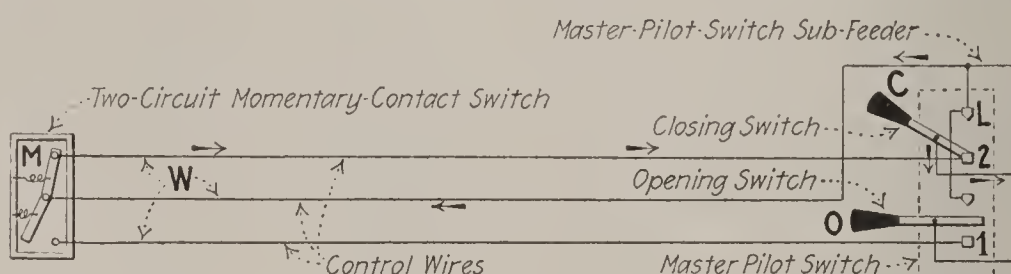 Master-Pilot-Switch Sub-Feeder
Two-Circuit Momentary-Contact Switch
C
L
Closing Switch
M
2
W
Opening Switch
O
1
Control Wires
Master Pilot Switch